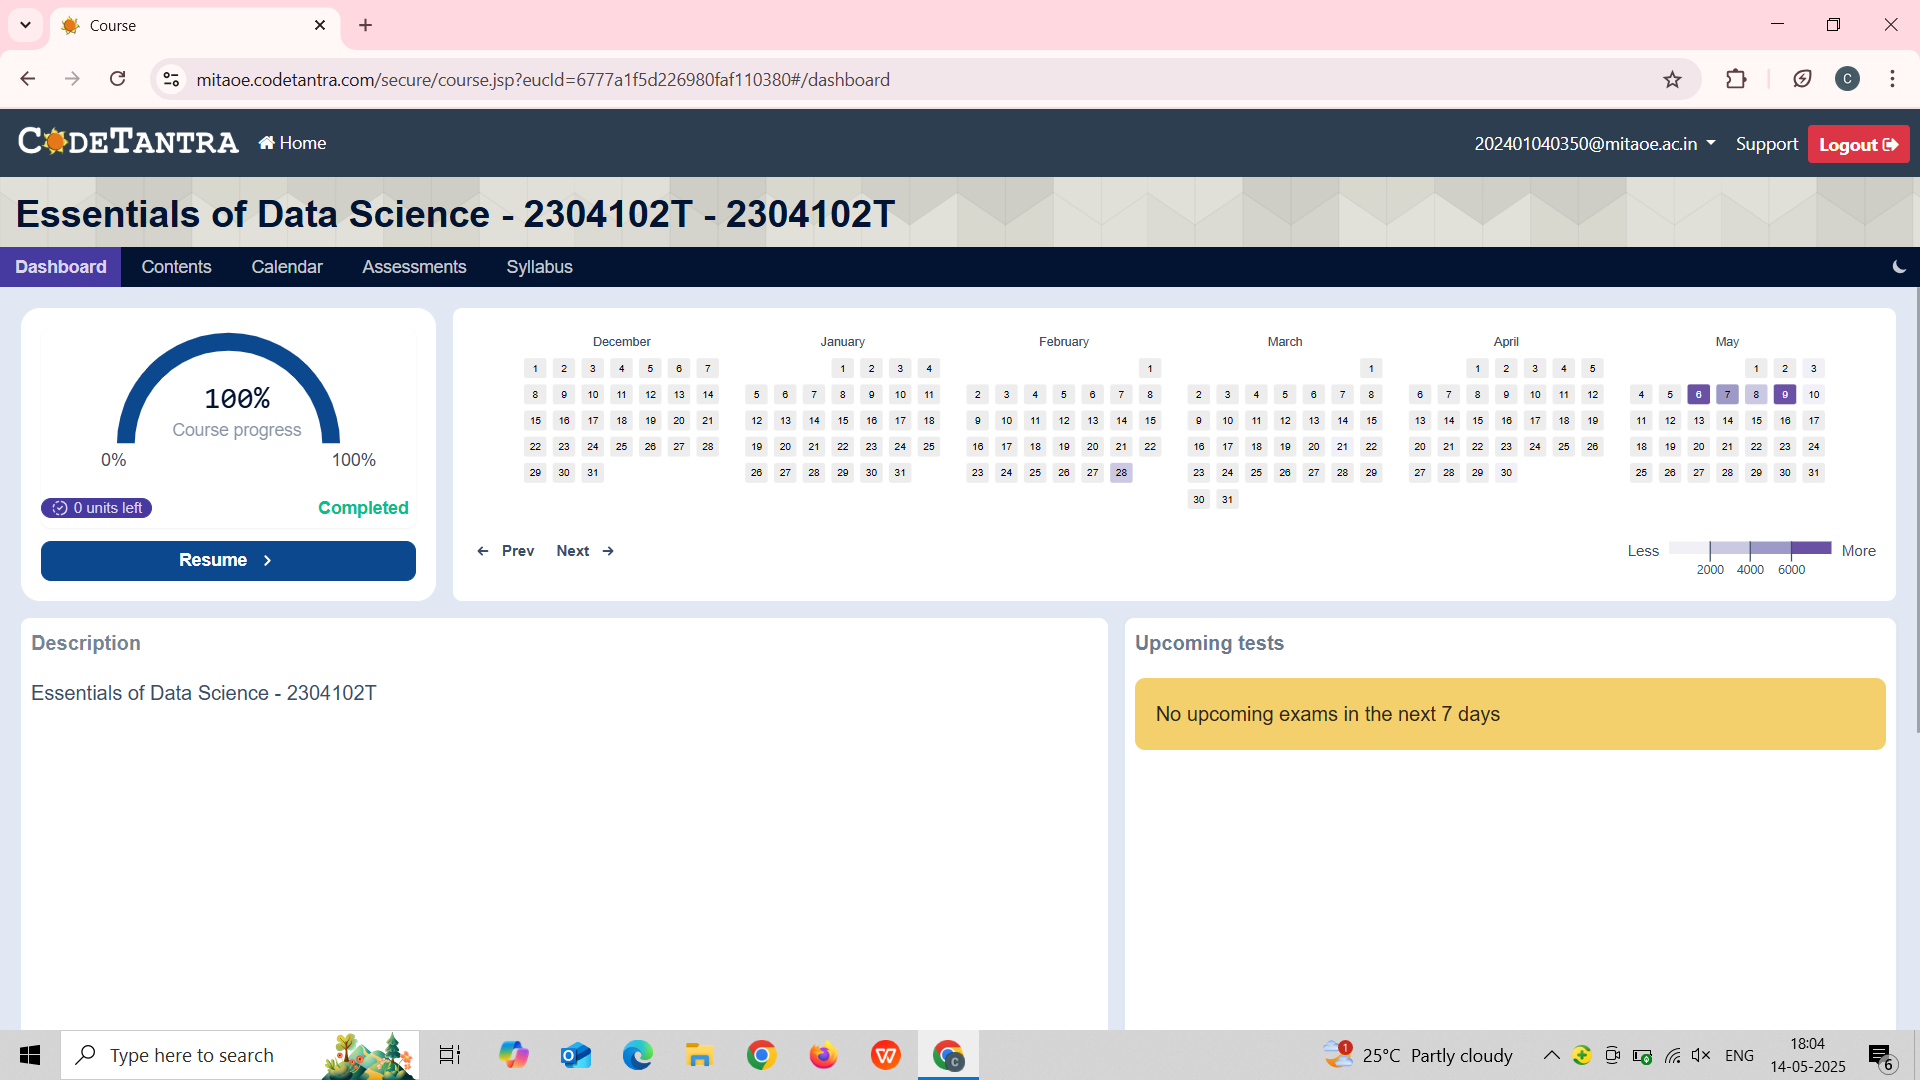 Course
mitaoe.codetantra.com/secure/course.jsp?eucId=6777a1f5d226980faf110380#/dashboard
C
CODETANTRA
Home
202401040350@mitaoe.ac.in
Support
Logout
Essentials of Data Science - 2304102T - 2304102T
Dashboard Contents Calendar Assessments Syllabus
100%
Course progress
0% 100%
0 units left
Completed
Resume
December
1 2 3 4 5 6 7
8 9 10 11 12 13 14
15 16 17 18 19 20 21
22 23 24 25 26 27 28
29 30 31
January
1 2 3 4
5 6 7 8 9 10 11
12 13 14 15 16 17 18
19 20 21 22 23 24 25
26 27 28 29 30 31
February
1
2 3 4 5 6 7 8
9 10 11 12 13 14 15
16 17 18 19 20 21 22
23 24 25 26 27 28
March
1
2 3 4 5 6 7 8
9 10 11 12 13 14 15
16 17 18 19 20 21 22
23 24 25 26 27 28 29
30 31
April
1 2 3 4 5
6 7 8 9 10 11 12
13 14 15 16 17 18 19
20 21 22 23 24 25 26
27 28 29 30
May
1 2 3
4 5 6 7 8 9 10
11 12 13 14 15 16 17
18 19 20 21 22 23 24
25 26 27 28 29 30 31
Prev Next
Less More
2000 4000 6000
Description
Essentials of Data Science - 2304102T
Upcoming tests
No upcoming exams in the next 7 days
Type here to search
1
25°C Partly cloudy
ENG
18:04
14-05-2025
6